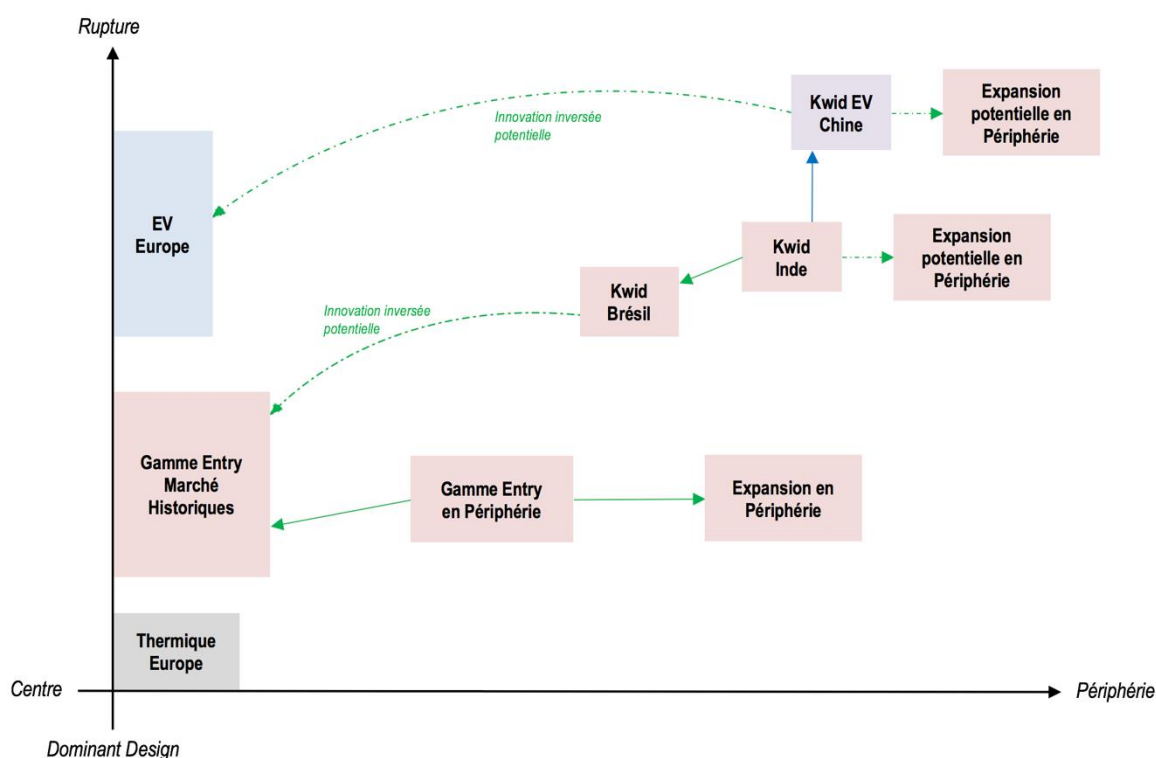 Rupture
Kwid EV
Chine
Expansion
potentielle en
Périphérie
Innovation inversée
potentielle
EV
Europe
Kwid
Inde
Expansion
potentielle en
Périphérie
Kwid
Brésil
Innovation inversée
potentielle
Gamme Entry
Marché
Historiques
Gamme Entry
en Périphérie
Expansion en
Périphérie
Thermique
Europe
Centre
Périphérie
Dominant Design